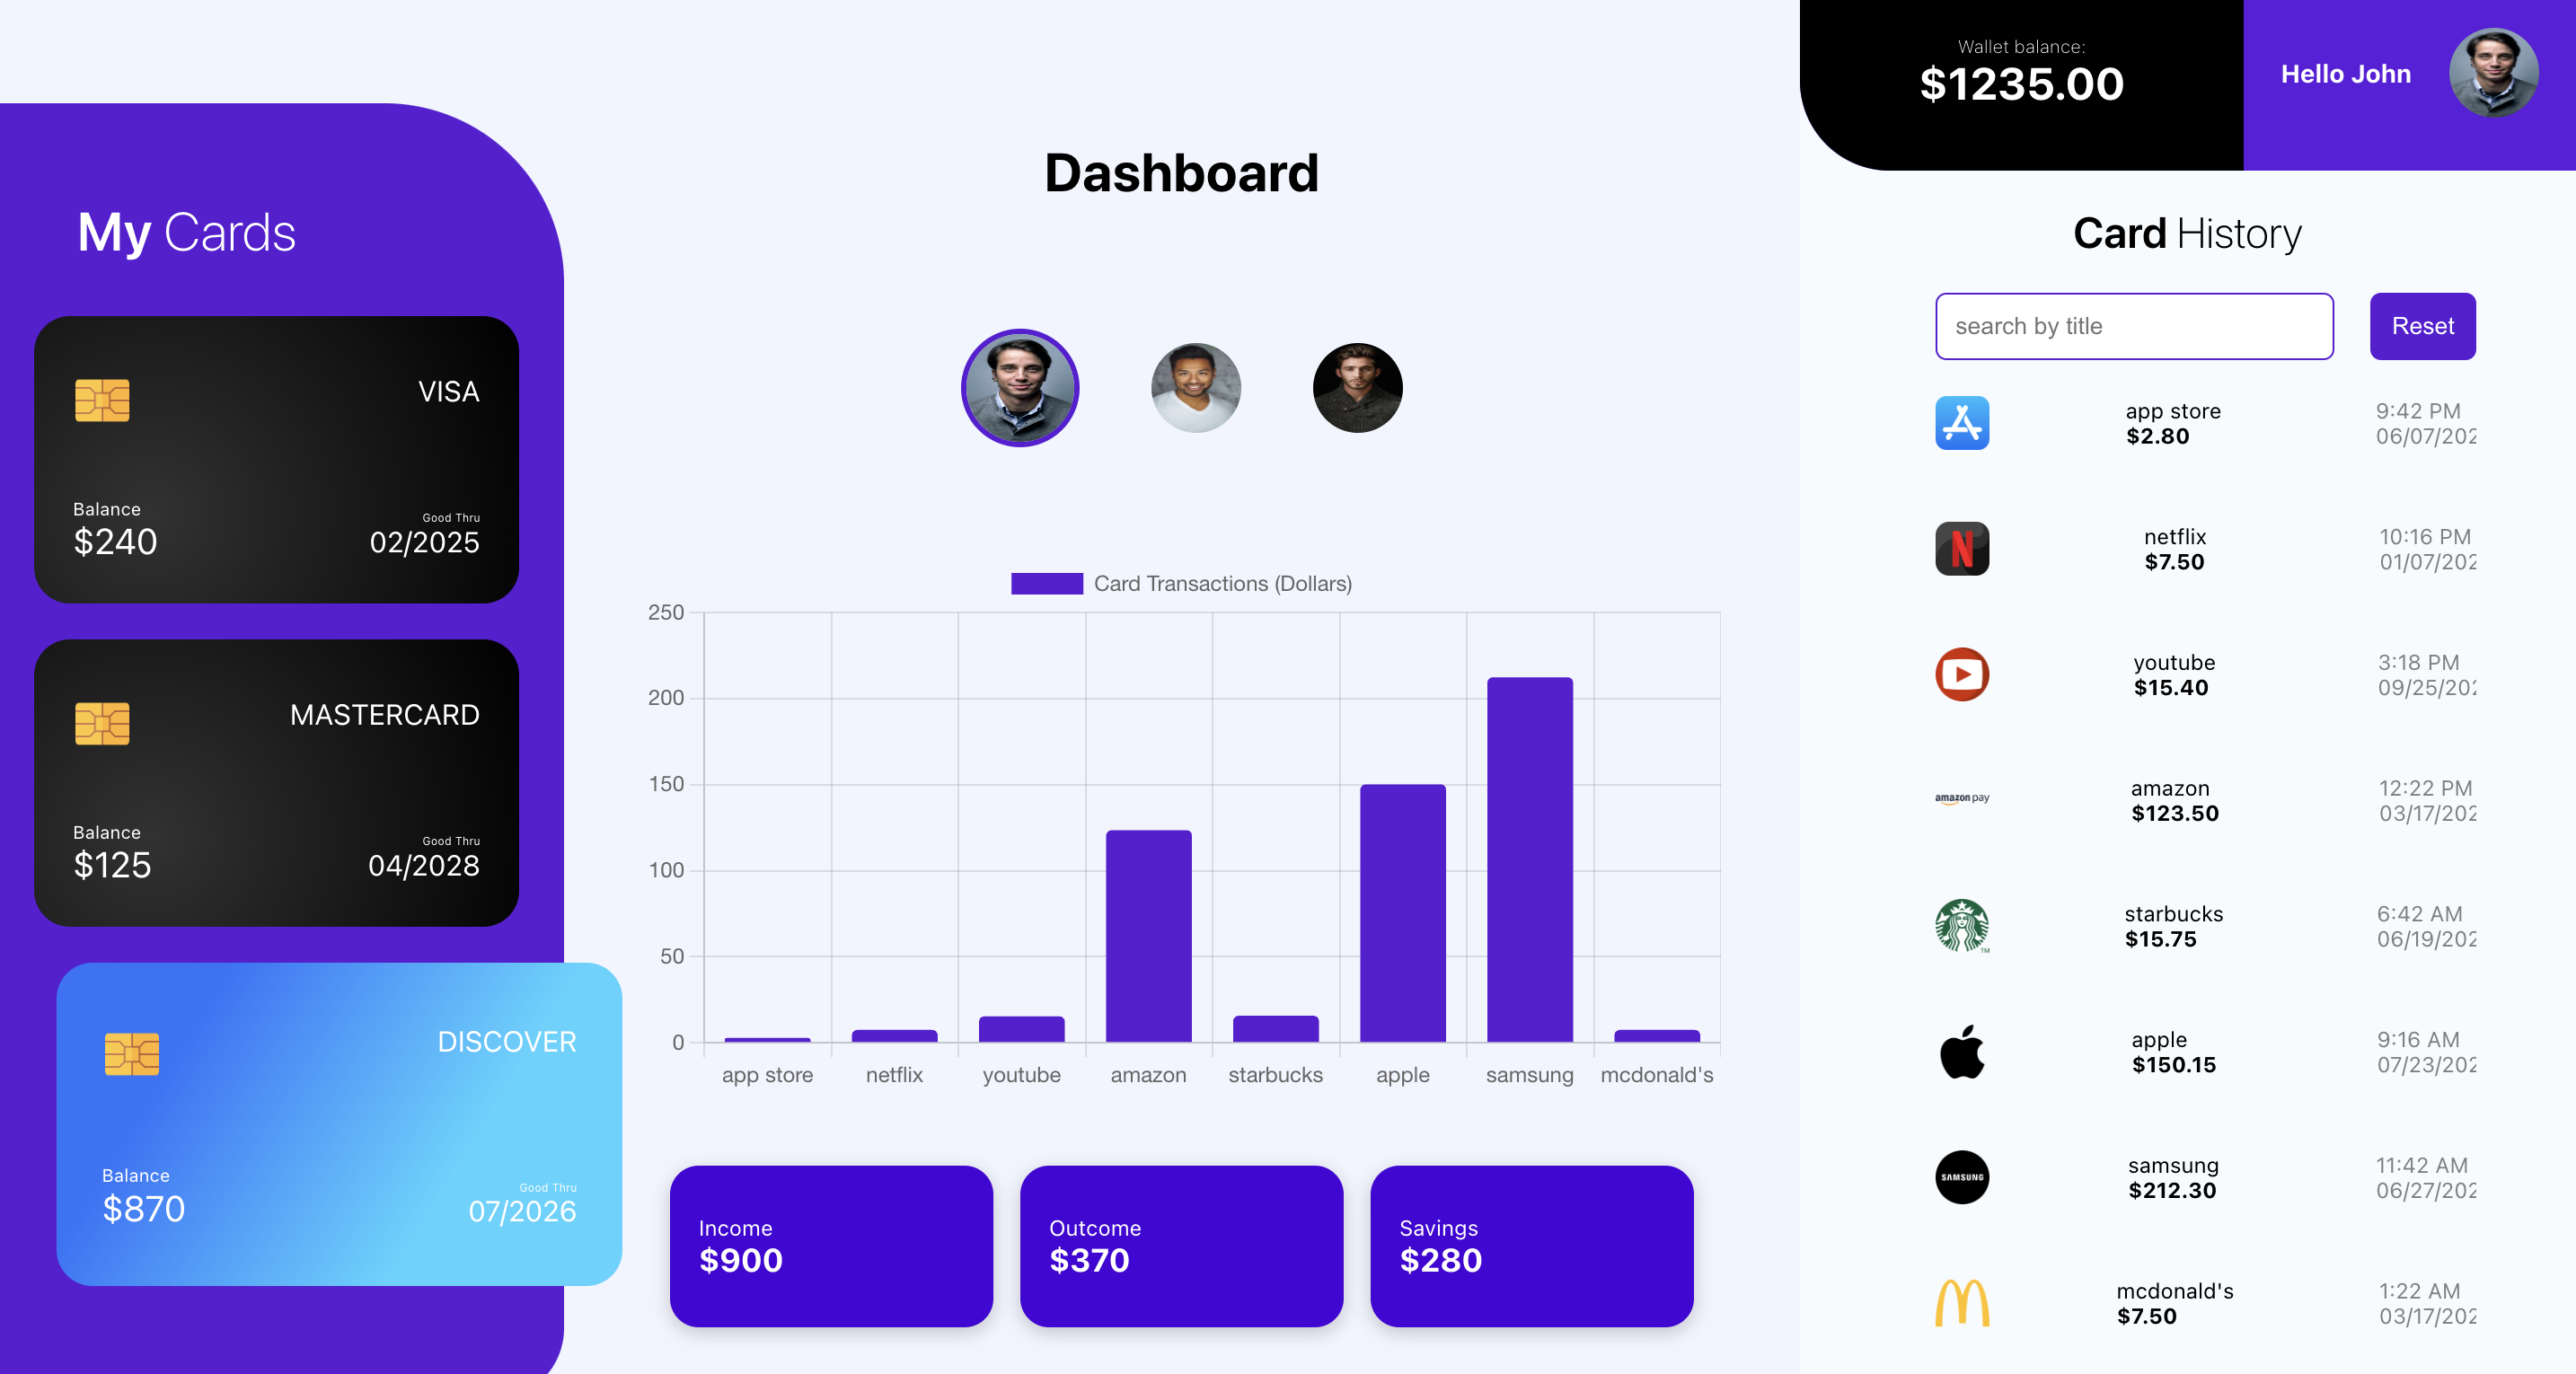 My Cards
VISA
Balance
$240
Good Thru
02/2025
MASTERCARD
Balance
$125
Good Thru
04/2028
DISCOVER
Balance
$870
Good Thru
07/2026
Dashboard
Card Transactions (Dollars)
250
200
150
100
50
0
app store netflix youtube amazon starbucks apple samsung mcdonald's
Income
$900
Outcome
$370
Savings
$280
Wallet balance:
$1235.00
Hello John
Card History
search by title
Reset
app store 9:42 PM
$2.80 06/07/202
netflix 10:16 PM
$7.50 01/07/202
youtube 3:18 PM
$15.40 09/25/202
amazon pay
amazon 12:22 PM
$123.50 03/17/202
starbucks 6:42 AM
$15.75 06/19/202
TM
apple 9:16 AM
$150.15 07/23/202
SAMSUNG
samsung 11:42 AM
$212.30 06/27/202
mcdonald's 1:22 AM
$7.50 03/17/202